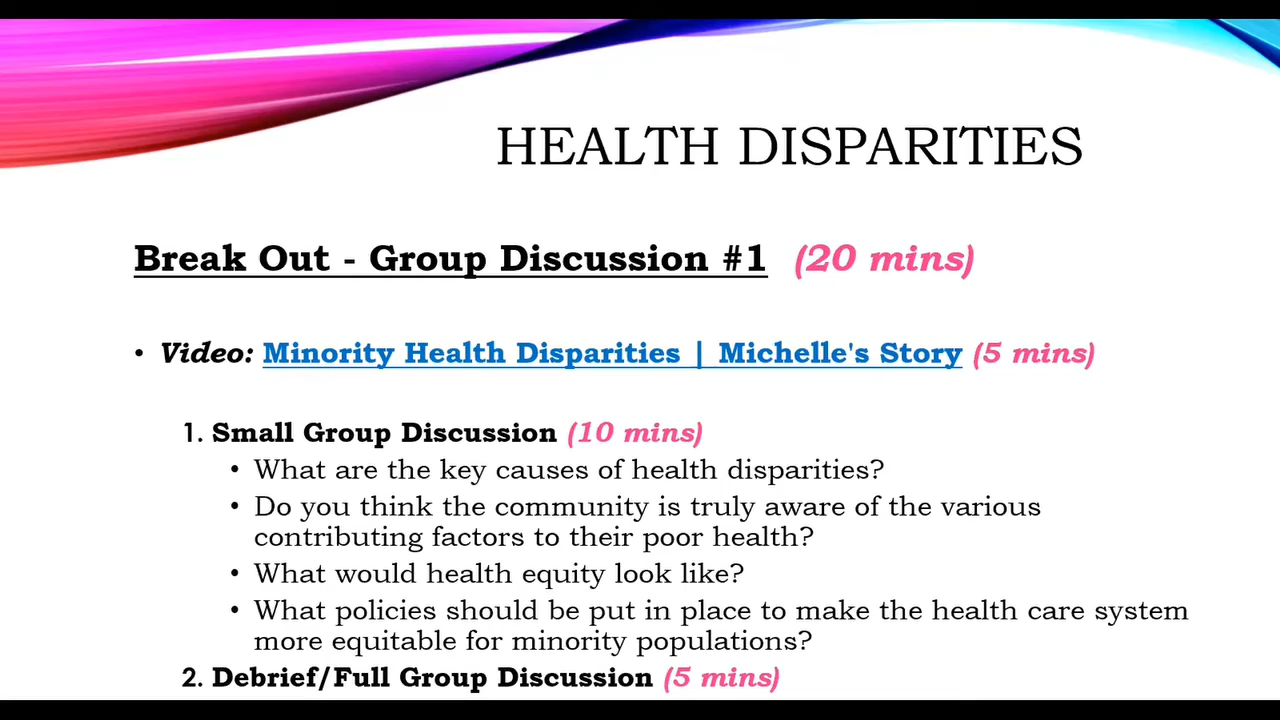 HEALTH DISPARITIES
Break Out - Group Discussion #1 (20 mins)
• Video: Minority Health Disparities | Michelle's Story (5 mins)
1. Small Group Discussion (10 mins)
• What are the key causes of health disparities?
• Do you think the community is truly aware of the various
contributing factors to their poor health?
• What would health equity look like?
• What policies should be put in place to make the health care system
more equitable for minority populations?
2. Debrief/Full Group Discussion (5 mins)